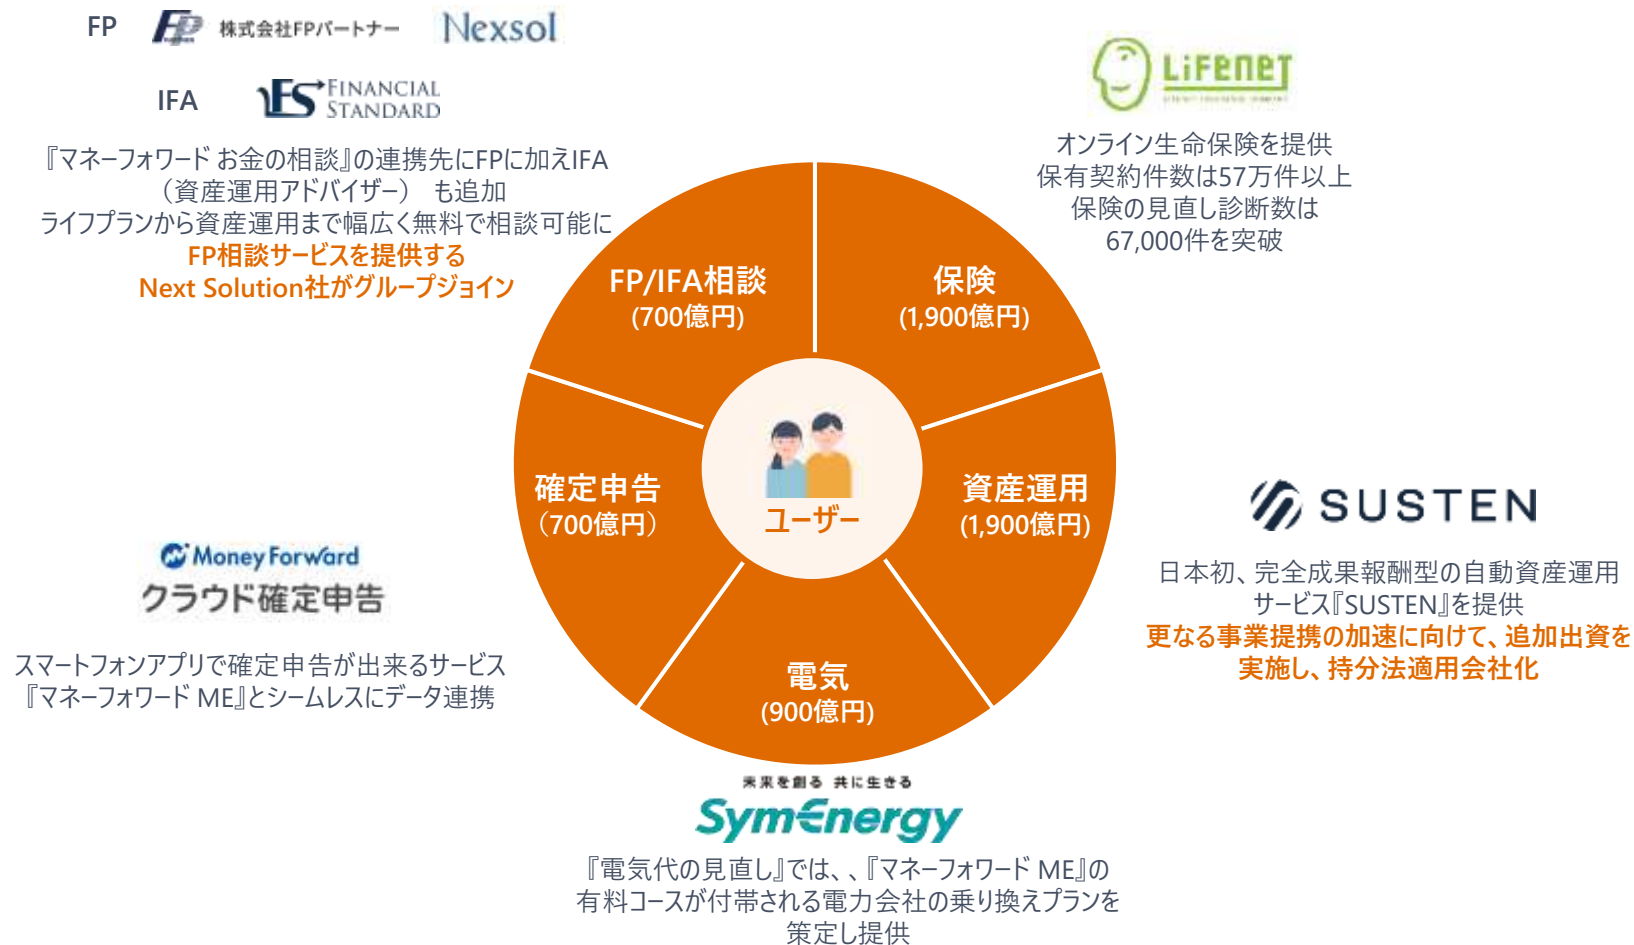 FP
FP 株式会社FPパートナー
Nexsol
IFA
FS FINANCIAL
STANDARD
『マネーフォワード お金の相談』の連携先にFPに加えIFA
（資産運用アドバイザー） も追加
ライフプランから資産運用まで幅広く無料で相談可能に
FP相談サービスを提供する
Next Solution社がグループジョイン
LIFENET
オンライン生命保険を提供
保有契約件数は57万件以上
保険の見直し診断数は
67,000件を突破
FP/IFA相談
(700億円)
保険
(1,900億円)
確定申告
（700億円）
ユーザー
資産運用
(1,900億円)
電気
(900億円)
Money Forward
クラウド確定申告
スマートフォンアプリで確定申告が出来るサービス
『マネーフォワード ME』とシームレスにデータ連携
SUSTEN
日本初、完全成果報酬型の自動資産運用
サービス『SUSTEN』を提供
更なる事業提携の加速に向けて、追加出資を
実施し、持分法適用会社化
未来を創る 共に生きる
SymEnergy
『電気代の見直し』では、、『マネーフォワード ME』の
有料コースが付帯される電力会社の乗り換えプランを
策定し提供